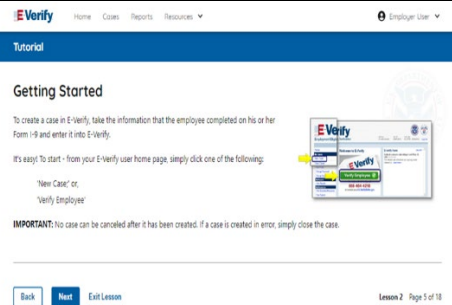 E-Verify Home Cases Reports Resources Employer User
Tutorial
Getting Started
To create a case in E-Verify, take the information that the employee completed on his or her
Form I-9 and enter it into E-Verify.
It's easy! To start - from your E-Verify user home page, simply click one of the following:
'New Case;' or,
'Verify Employee'
E-Verify
Welcome to E-Verify
E-Verify
Verify Employee
IMPORTANT: No case can be canceled after it has been created. If a case is created in error, simply close the case.
Back Next Exit Lesson Lesson 2 Page 5 of 18